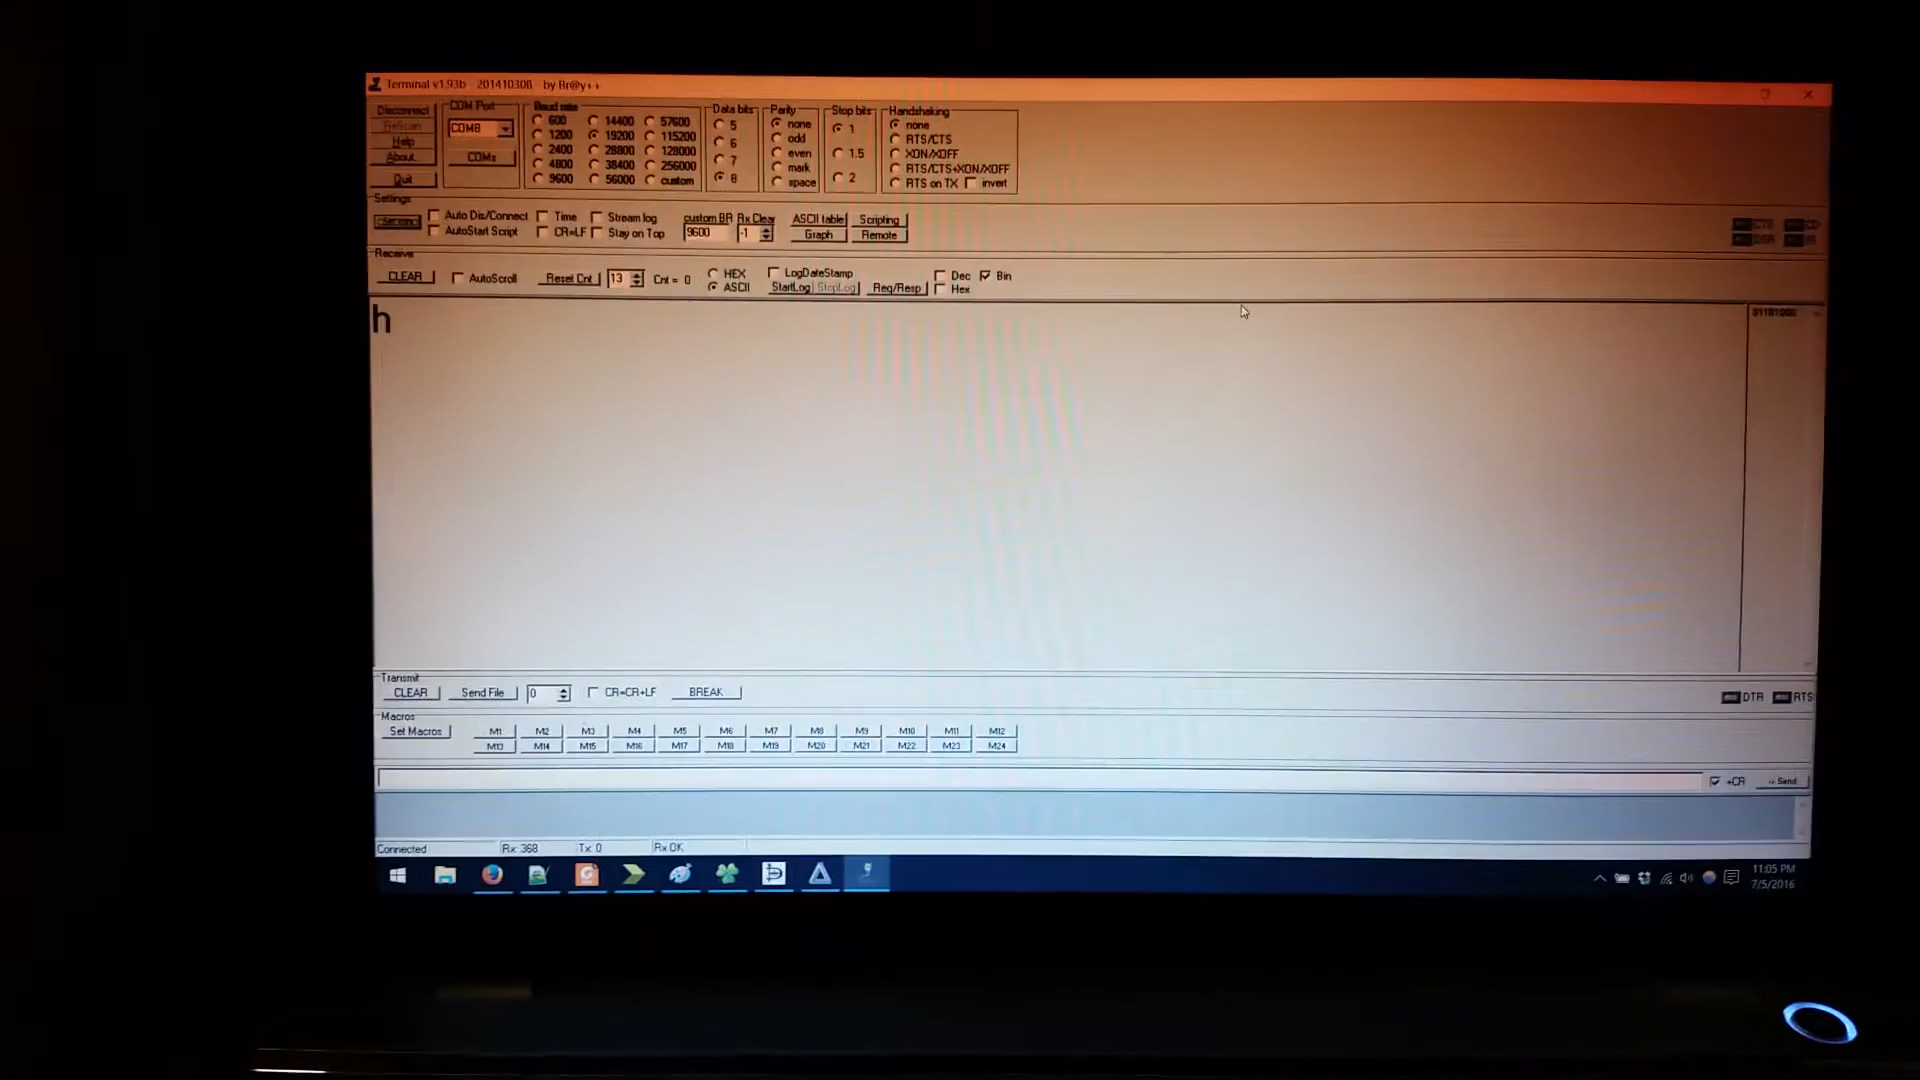 Terminal v1.93b - 20141030ß - by Br@y++
Disconnect
ReScan
Help
About..
Quit
COM Port
COM8
COMs
Baud rate
600 14400 57600
1200 19200 115200
2400 28800 128000
4800 38400 256000
9600 56000 custom
Data bits
5
6
7
8
Parity
none
odd
even
mark
space
Stop bits
1
1.5
2
Handshaking
none
RTS/CTS
XON/XOFF
RTS/CTS+XON/XOFF
RTS on TX invert
Settings
Auto Dis/Connect Time Stream log custom BR Rx Clear ASCII table Scripting
AutoStart Script CR=LF Stay on Top 9600 -1 Graph Remote
CTS CD
DSR RI
Receive
CLEAR AutoScroll Reset Cnt 13 Cnt = 0
HEX
ASCII
LogDateStamp
StartLog StopLog Req/Resp
Dec Bin
Hex
h
01101000
Transmit
CLEAR Send File 0 CR=CR+LF BREAK DTR RTS
Macros
Set Macros
M1 M2 M3 M4 M5 M6 M7 M8 M9 M10 M11 M12
M13 M14 M15 M16 M17 M18 M19 M20 M21 M22 M23 M24
+CR -> Send
Connected Rx: 368 Tx: 0 Rx OK
11:05 PM
7/5/2016